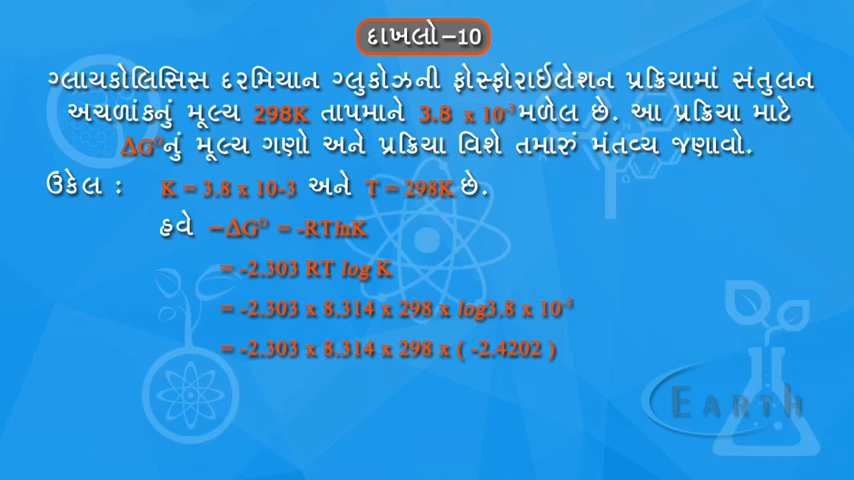 દાખલો–10
ગ્લાયકોલિસિસ દરમિયાન ગ્લુકોઝની ફોસ્ફોરાઈલેશન પ્રક્રિયામાં સંતુલન
અચળાંકનું મૂલ્ય 298K તાપમાને 3.8 x 10⁻³ મળેલ છે. આ પ્રક્રિયા માટે
ΔG⁰નું મૂલ્ય ગણો અને પ્રક્રિયા વિશે તમારું મંતવ્ય જણાવો.
ઉકેલ : K = 3.8 x 10-3 અને T = 298K છે.
હવે –ΔG⁰ = -RTlnK
= -2.303 RT log K
= -2.303 x 8.314 x 298 x log3.8 x 10⁻³
= -2.303 x 8.314 x 298 x ( -2.4202 )
EARTH